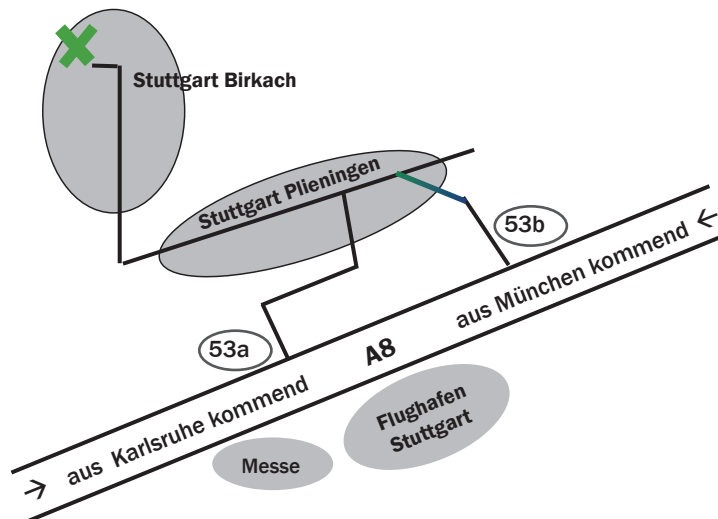 Stuttgart Birkach
Stuttgart Plieningen
53b
aus München kommend
53a
A8
aus Karlsruhe kommend
Flughafen
Stuttgart
Messe